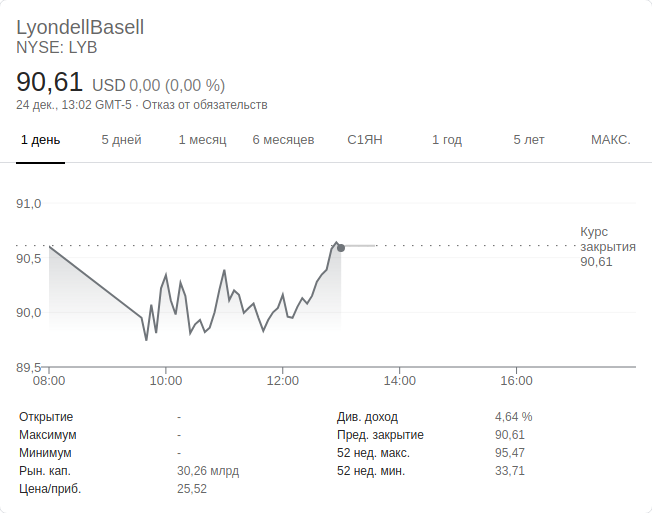 LyondellBasell
NYSE: LYB
90,61 USD 0,00 (0,00 %)
24 дек., 13:02 GMT-5 · Отказ от обязательств
1 день 5 дней 1 месяц 6 месяцев С1ЯН 1 год 5 лет МАКС.
91,0
Курс
закрытия
90,61
90,5
90,0
89,5
08:00 10:00 12:00 14:00 16:00
Открытие - Див. доход 4,64 %
Максимум - Пред. закрытие 90,61
Минимум - 52 нед. макс. 95,47
Рын. кап. 30,26 млрд 52 нед. мин. 33,71
Цена/приб. 25,52